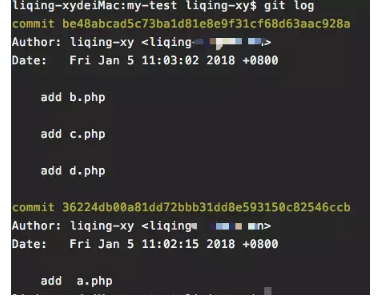 liqing-xydeiMac:my-test liqing-xy$ git log
commit be48abcad5c73ba1d81e8e9f31cf68d63aac928a
Author: liqing-xy <liqing
Date:   Fri Jan 5 11:03:02 2018 +0800
add b.php
add c.php
add d.php
commit 36224db00a81dd72bbb31dd8e593150c82546ccb
Author: liqing-xy <liqing
Date:   Fri Jan 5 11:02:15 2018 +0800
add  a.php